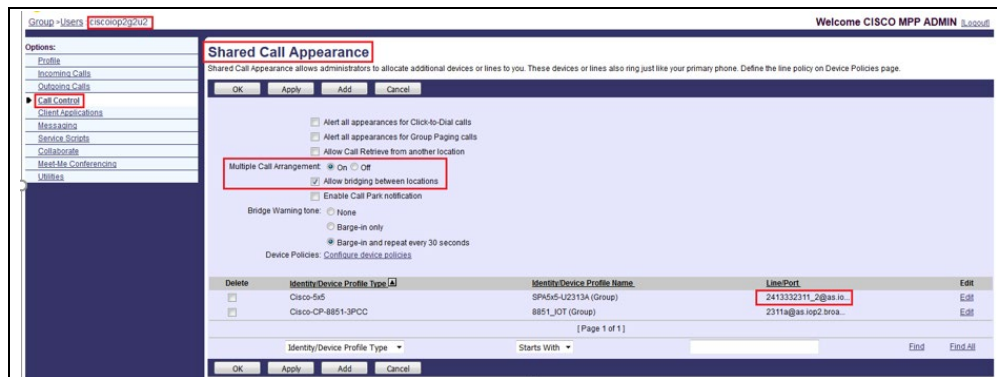 Group >Users : ciscoiop2g2u2
Welcome CISCO MPP ADMIN [Logout]
Options:
Profile
Incoming Calls
Outgoing Calls
Call Control
Client Applications
Messaging
Service Scripts
Collaborate
Meet-Me Conferencing
Utilities
Shared Call Appearance
Shared Call Appearance allows administrators to allocate additional devices or lines to you. These devices or lines also ring just like your primary phone. Define the line policy on Device Policies page.
OK Apply Add Cancel
Alert all appearances for Click-to-Dial calls
Alert all appearances for Group Paging calls
Allow Call Retrieve from another location
Multiple Call Arrangement: On Off
Allow bridging between locations
Enable Call Park notification
Bridge Warning tone: None
Barge-in only
Barge-in and repeat every 30 seconds
Device Policies: Configure device policies
Delete Identity/Device Profile Type Identity/Device Profile Name Line/Port Edit
Cisco-5x5 SPA5x5-U2313A (Group) 2413332311_2@as.io... Edit
Cisco-CP-8851-3PCC 8851_IOT (Group) 2311a@as.iop2.broa... Edit
[Page 1 of 1]
Identity/Device Profile Type Starts With Find Find All
OK Apply Add Cancel